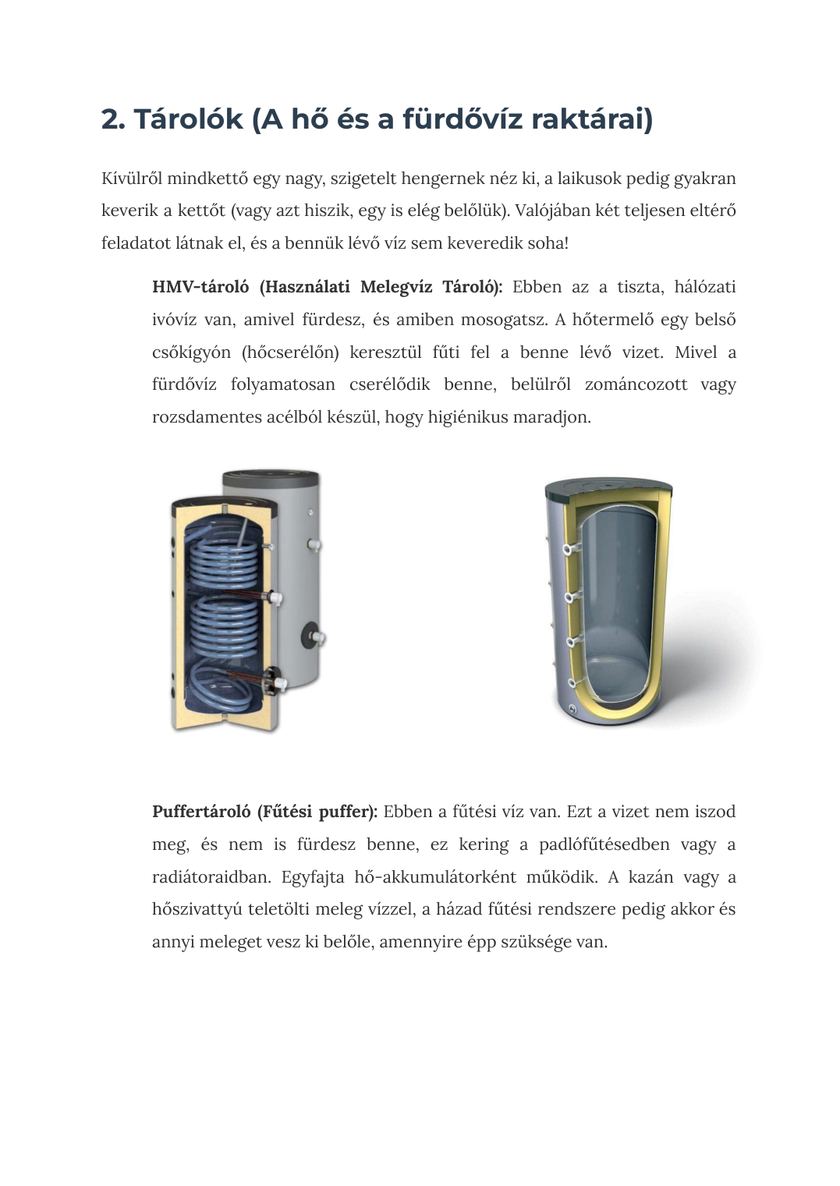 2. Tárolók (A hő és a fürdővíz raktárai)
Kívülről mindkettő egy nagy, szigetelt hengernek néz ki, a laikusok pedig gyakran
keverik a kettőt (vagy azt hiszik, egy is elég belőlük). Valójában két teljesen eltérő
feladatot látnak el, és a bennük lévő víz sem keveredik soha!
HMV-tároló (Használati Melegvíz Tároló): Ebben az a tiszta, hálózati
ivóvíz van, amivel fürdesz, és amiben mosogatsz. A hőtermelő egy belső
csőkígyón (hőcserélőn) keresztül fűti fel a benne lévő vizet. Mivel a
fürdővíz folyamatosan cserélődik benne, belülről zománcozott vagy
rozsdamentes acélból készül, hogy higiénikus maradjon.
Puffertároló (Fűtési puffer): Ebben a fűtési víz van. Ezt a vizet nem iszod
meg, és nem is fürdesz benne, ez kering a padlófűtésedben vagy a
radiátoraidban. Egyfajta hő-akkumulátorként működik. A kazán vagy a
hőszivattyú teletölti meleg vízzel, a házad fűtési rendszere pedig akkor és
annyi meleget vesz ki belőle, amennyire épp szüksége van.